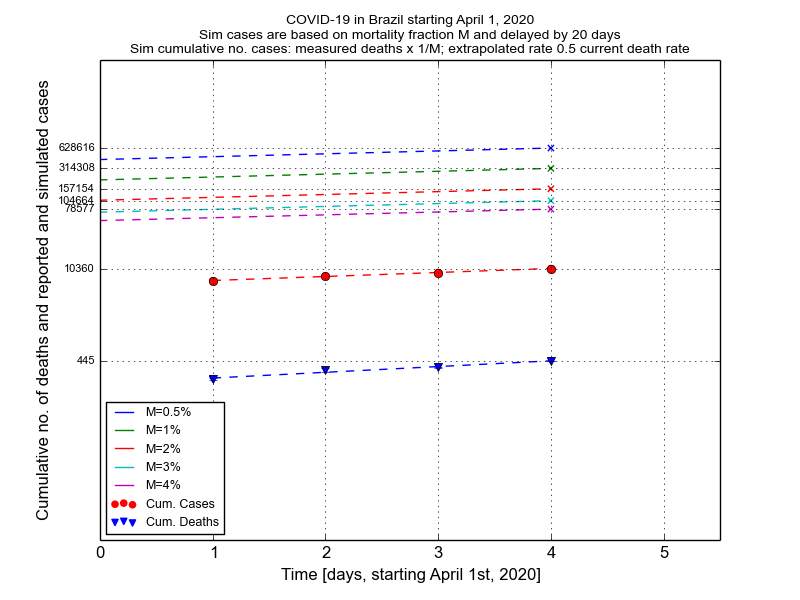 COVID-19 in Brazil starting April 1, 2020
Sim cases are based on mortality fraction M and delayed by 20 days
Sim cumulative no. cases: measured deaths x 1/M; extrapolated rate 0.5 current death rate
Cumulative no. of deaths and reported and simulated cases
628616
314308
157154
104664
78577
10360
445
M=0.5%
M=1%
M=2%
M=3%
M=4%
Cum. Cases
Cum. Deaths
0 1 2 3 4 5
Time [days, starting April 1st, 2020]